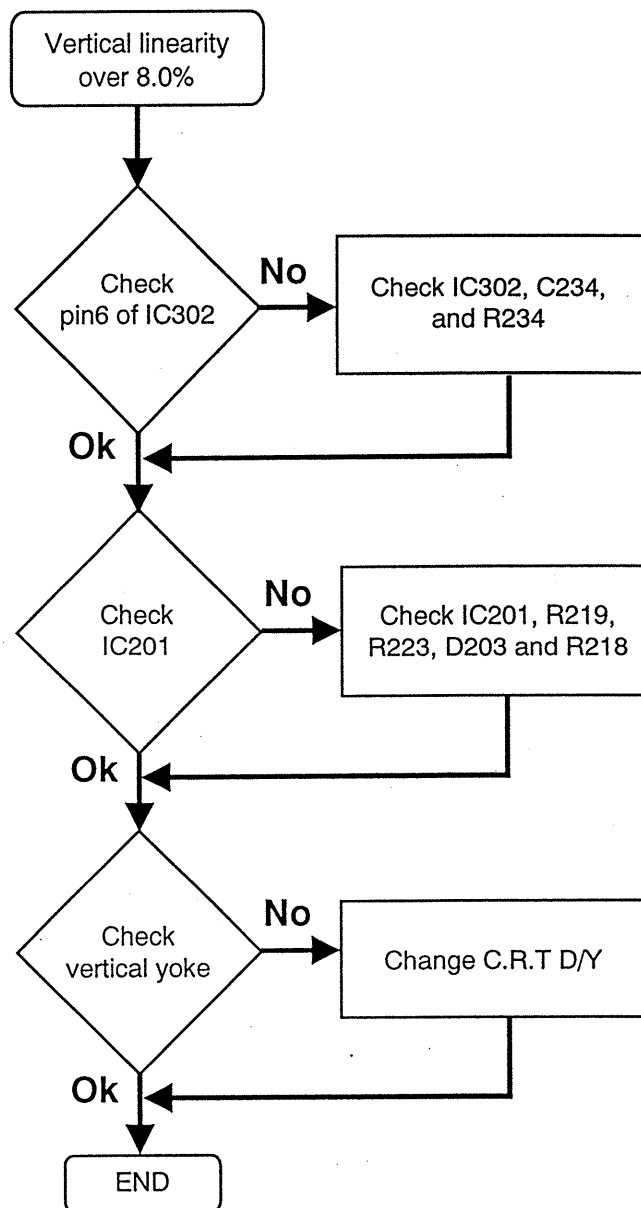 Vertical linearity
over 8.0%
Check
pin6 of IC302
No
Check IC302, C234,
and R234
Ok
Check
IC201
No
Check IC201, R219,
R223, D203 and R218
Ok
Check
vertical yoke
No
Change C.R.T D/Y
Ok
END